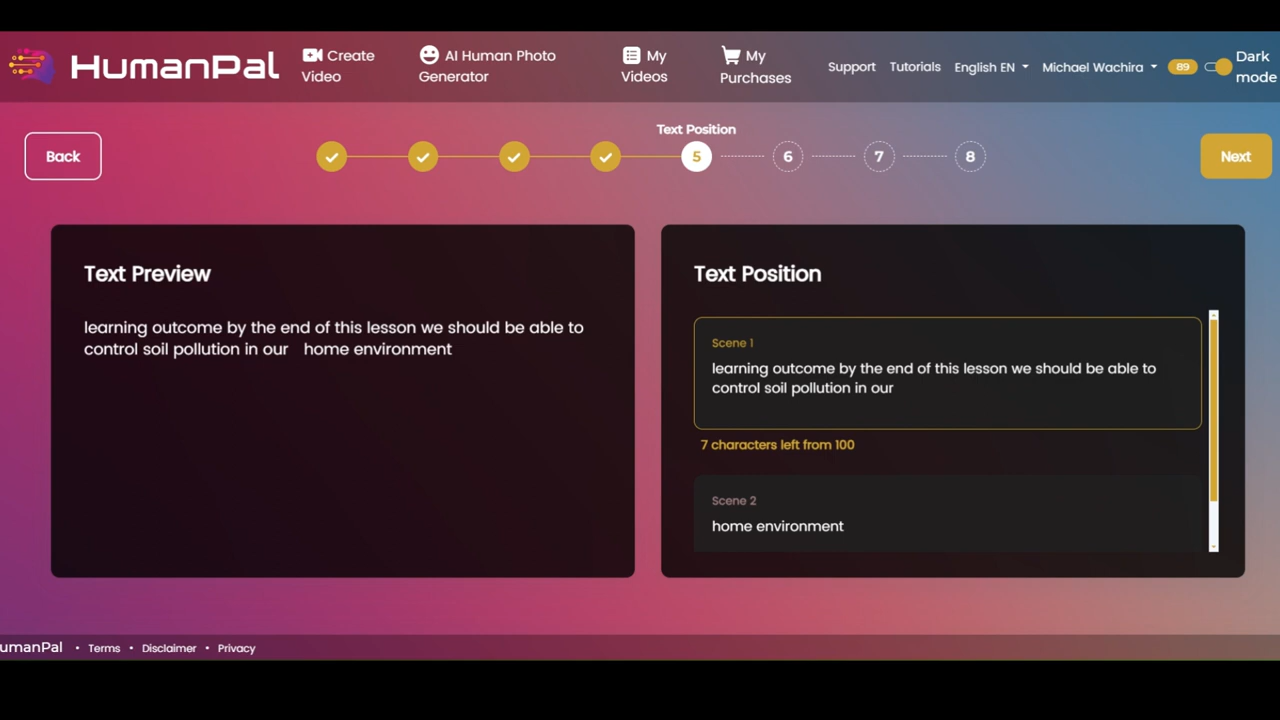 HumanPal
Create
Video
AI Human Photo
Generator
My
Videos
My
Purchases
Support
Tutorials
English EN
Michael Wachira
89
Dark
mode
Back
Text Position
5
6
7
8
Next
Text Preview
learning outcome by the end of this lesson we should be able to
control soil pollution in our home environment
Text Position
Scene 1
learning outcome by the end of this lesson we should be able to
control soil pollution in our
7 characters left from 100
Scene 2
home environment
umanPal • Terms • Disclaimer • Privacy